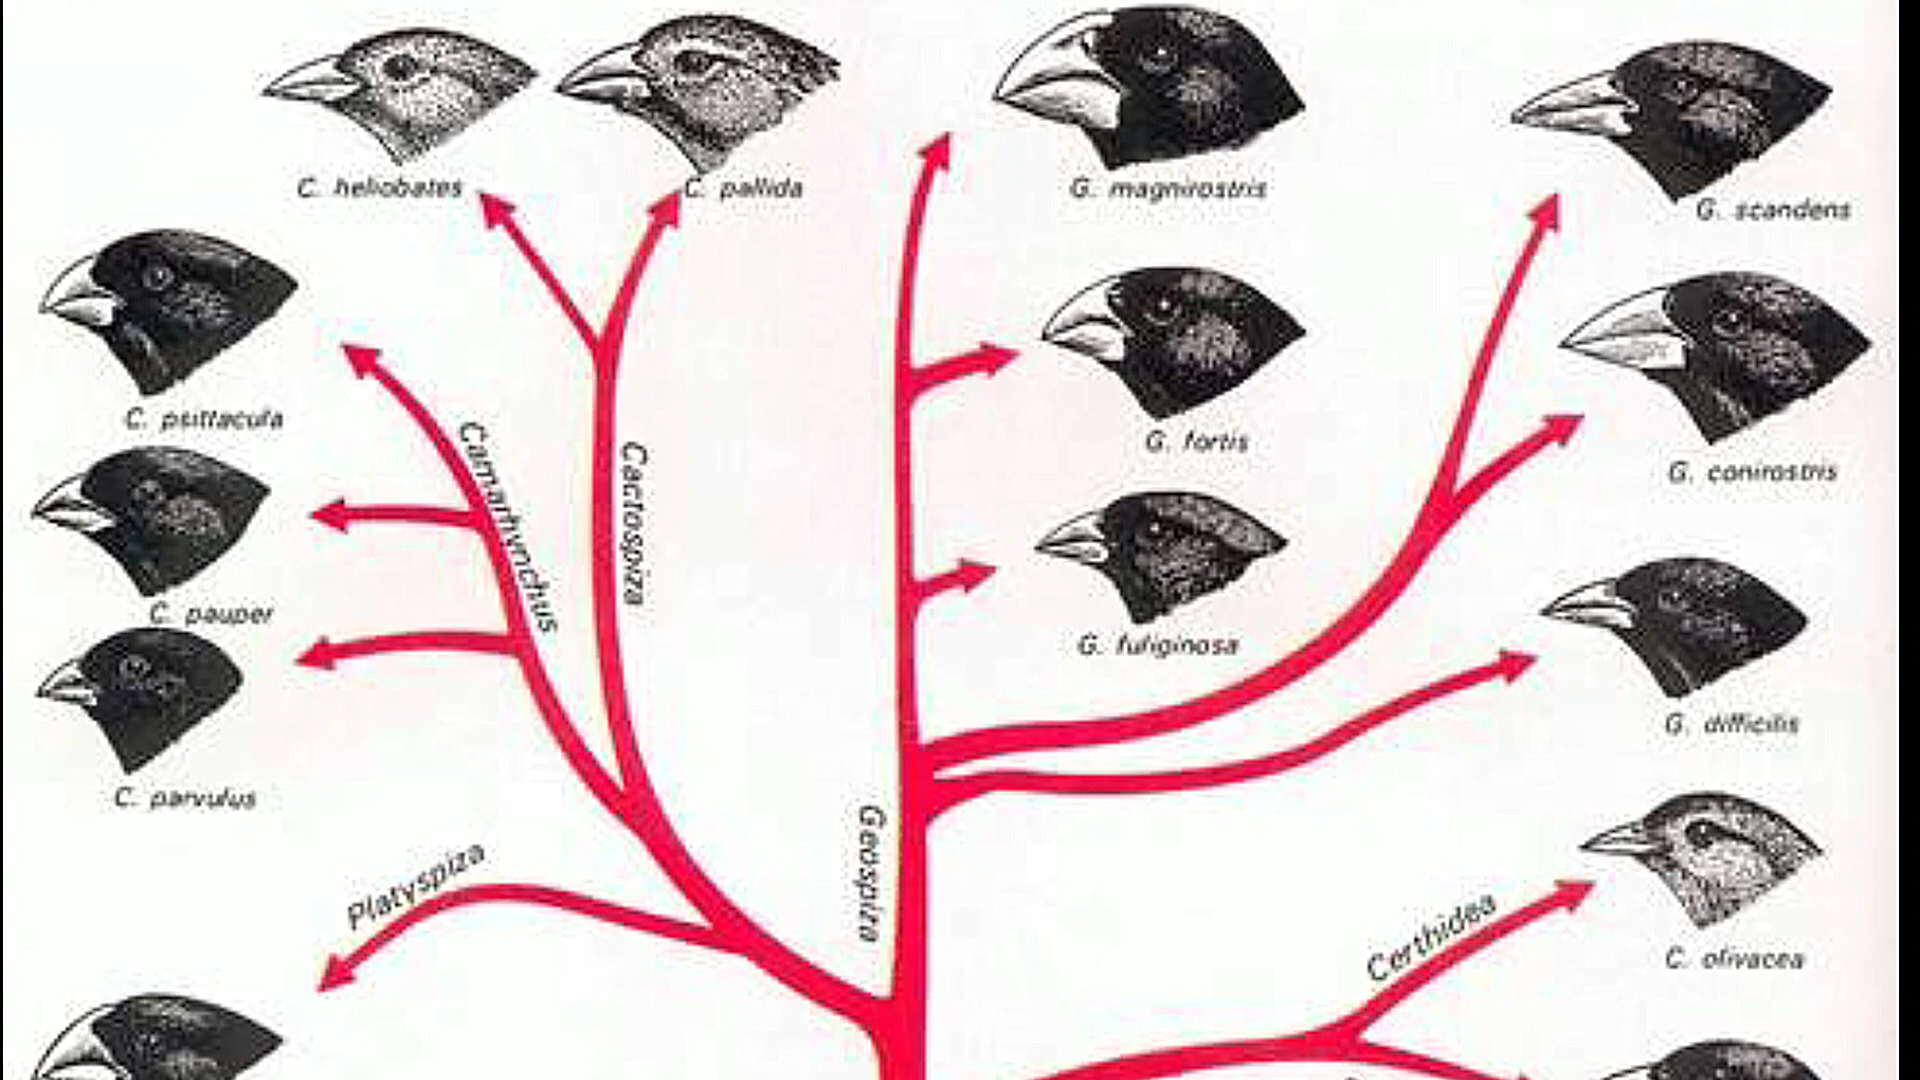 C. heliobates
C. pallida
G. magnirostris
G. scandens
C. psittacula
G. fortis
G. conirostris
Camarhynchus
Cactospiza
C. pauper
G. fuliginosa
G. difficilis
C. parvulus
Geospiza
Platyspiza
Certhidea
C. olivacea